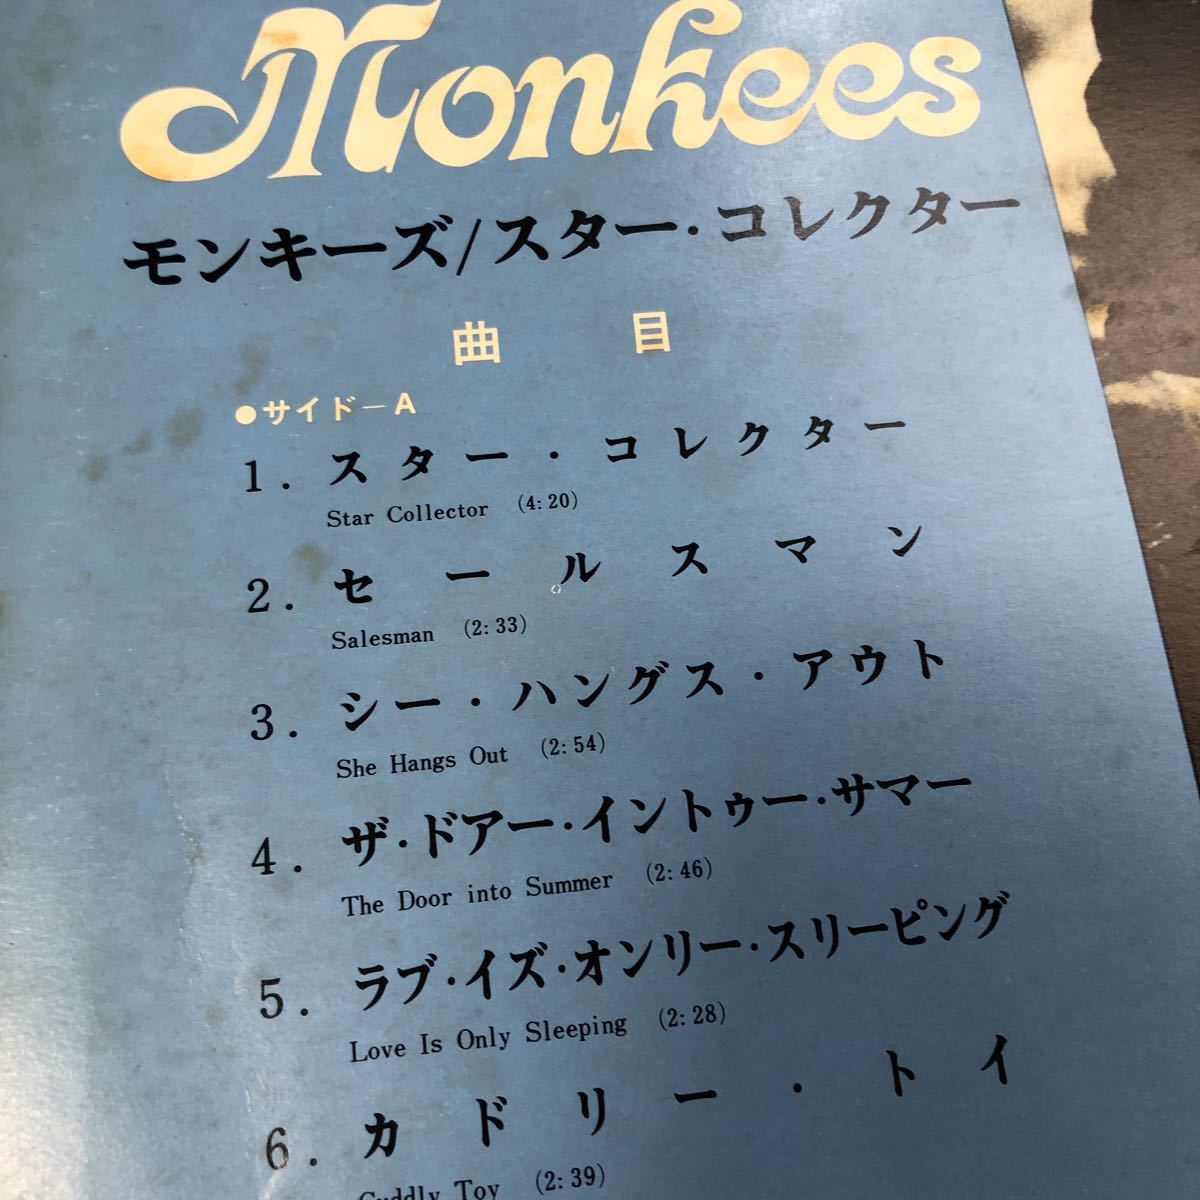 Monkees
モンキーズ/スター・コレクター
曲目
●サイド－A
1. スター・コレクター
Star Collector (4:20)
2. セールスマン
Salesman (2:33)
3. シー・ハングス・アウト
She Hangs Out (2:54)
4. ザ・ドアー・イントゥー・サマー
The Door into Summer (2:46)
5. ラブ・イズ・オンリー・スリーピング
Love Is Only Sleeping (2:28)
6. カドリー・トイ
Cuddly Toy (2:39)